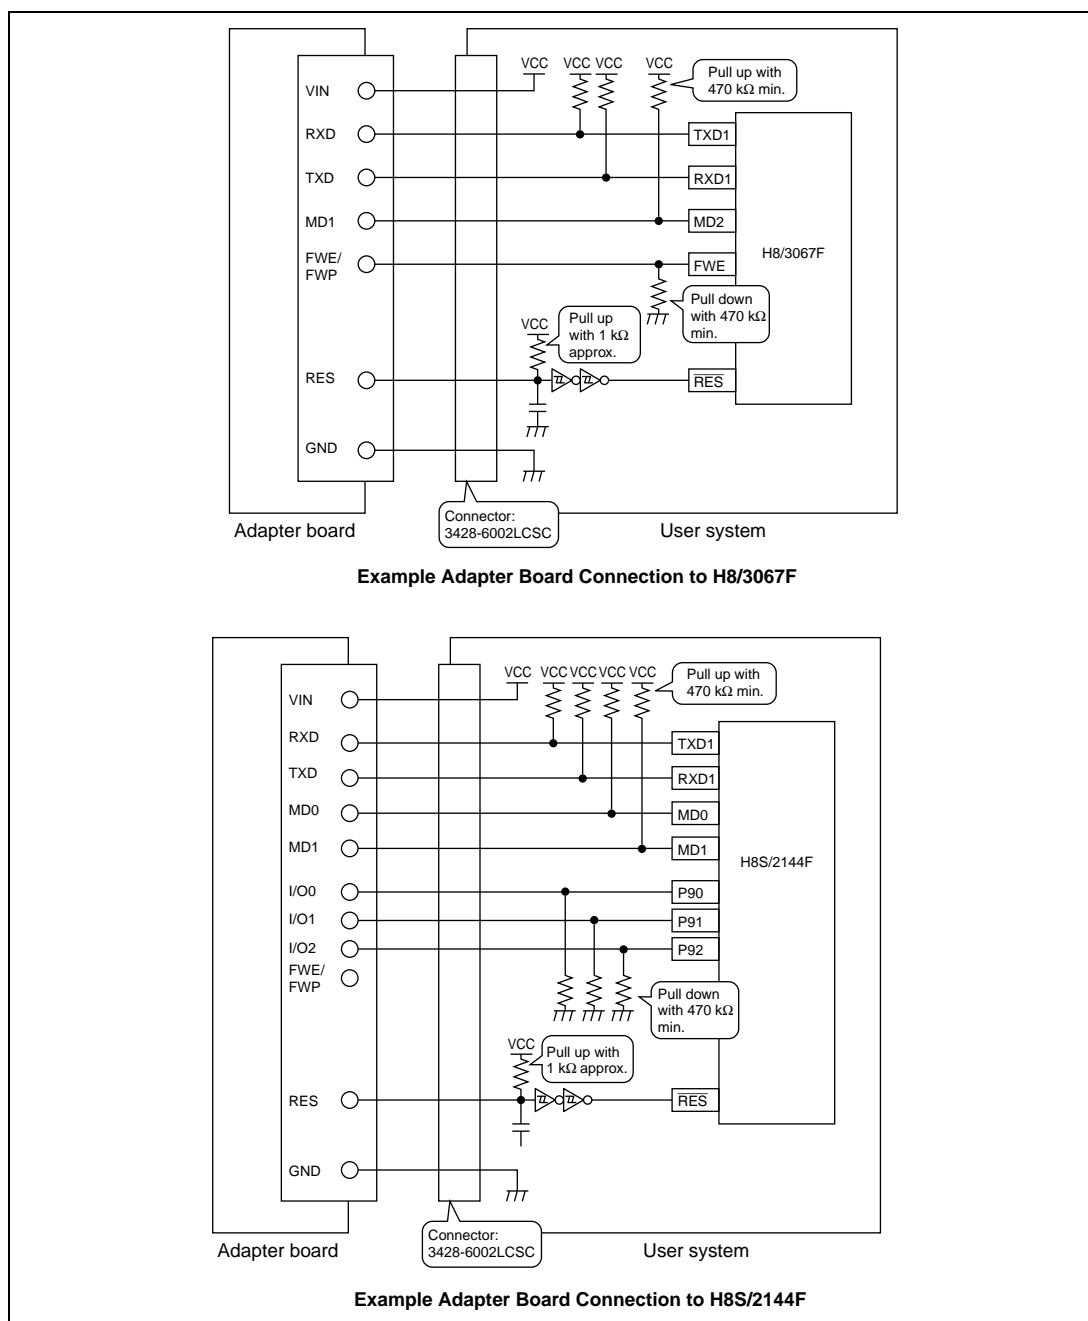 VCC VCC VCC VCC
Pull up with
470 kΩ min.
VIN
RXD
TXD1
TXD
RXD1
MD1
MD2
FWE/
FWP
FWE
H8/3067F
Pull down
with 470 kΩ
min.
VCC
Pull up
with 1 kΩ
approx.
RES
RES
GND
Connector:
3428-6002LCSC
Adapter board
User system
Example Adapter Board Connection to H8/3067F
VCC VCC VCC VCC VCC
Pull up with
470 kΩ min.
VIN
RXD
TXD1
TXD
RXD1
MD0
MD0
MD1
MD1
H8S/2144F
I/O0
P90
I/O1
P91
I/O2
P92
FWE/
FWP
Pull down
with 470 kΩ
min.
VCC
Pull up with
1 kΩ approx.
RES
RES
GND
Connector:
3428-6002LCSC
Adapter board
User system
Example Adapter Board Connection to H8S/2144F